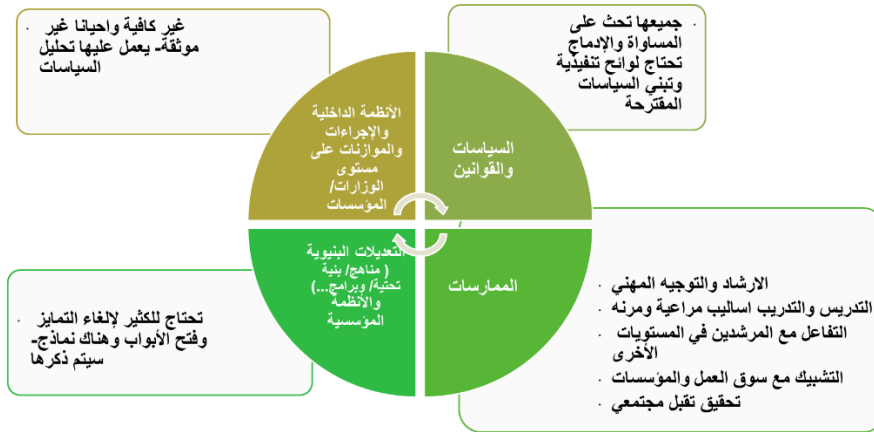 جميعها تحث على
المساواة والإدماج
تحتاج لوائح تنفيذية
وتبني السياسات
المقترحة
غير كافية واحيانا غير
موثقة- يعمل عليها تحليل
السياسات
السياسات
والقوانين
الأنظمة الداخلية
والإجراءات
والموازنات على
مستوى
الوزارات/
المؤسسات
الممارسات
التعديلات البنيوية
( مناهج/ بنية
تحتية/ وبرامج...)
والأنظمة
المؤسسية
الارشاد والتوجيه المهني
التدريس والتدريب اساليب مراعية ومرنه
التفاعل مع المرشدين في المستويات
الأخرى
التشبيك مع سوق العمل والمؤسسات
تحقيق تقبل مجتمعي
تحتاج للكثير لإلغاء التمايز
وفتح الأبواب وهناك نماذج-
سيتم ذكرها